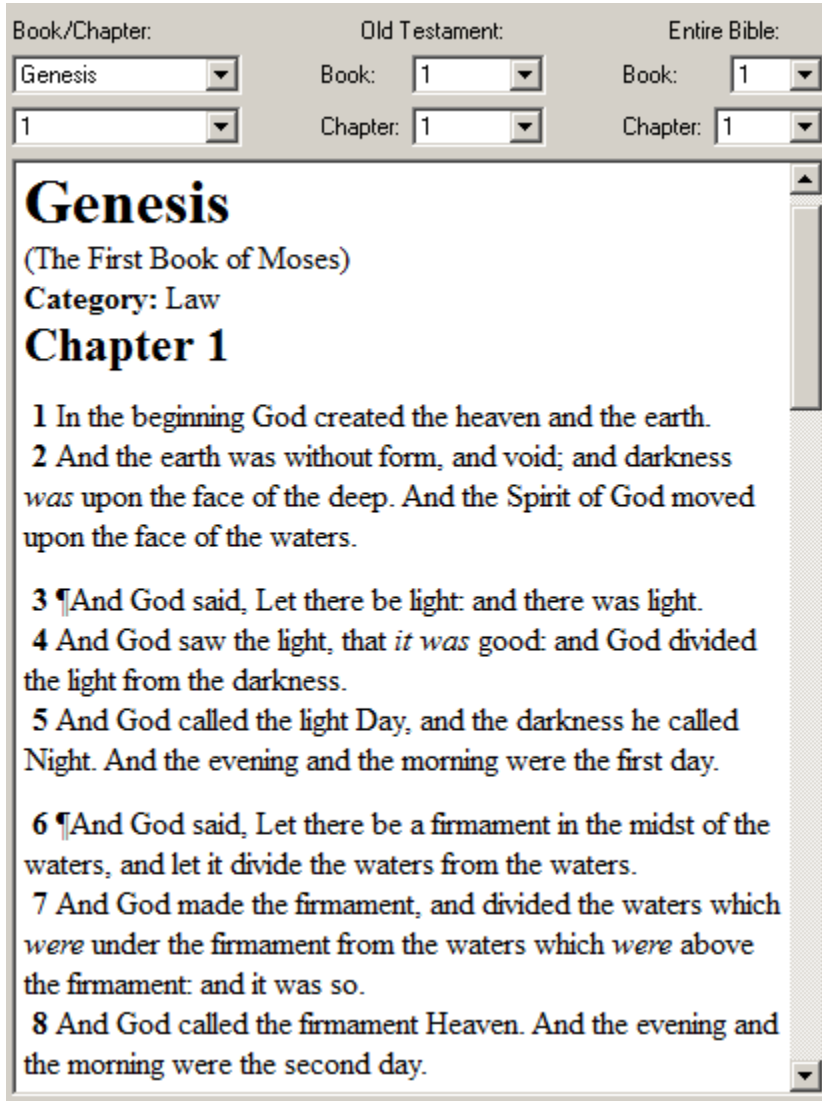 Book/Chapter: Old Testament: Entire Bible:
Genesis Book: 1 Book: 1
1 Chapter: 1 Chapter: 1
Genesis
(The First Book of Moses)
Category: Law
Chapter 1
1 In the beginning God created the heaven and the earth.
2 And the earth was without form, and void; and darkness
was upon the face of the deep. And the Spirit of God moved
upon the face of the waters.
3 ¶And God said, Let there be light: and there was light.
4 And God saw the light, that it was good: and God divided
the light from the darkness.
5 And God called the light Day, and the darkness he called
Night. And the evening and the morning were the first day.
6 ¶And God said, Let there be a firmament in the midst of the
waters, and let it divide the waters from the waters.
7 And God made the firmament, and divided the waters which
were under the firmament from the waters which were above
the firmament: and it was so.
8 And God called the firmament Heaven. And the evening and
the morning were the second day.